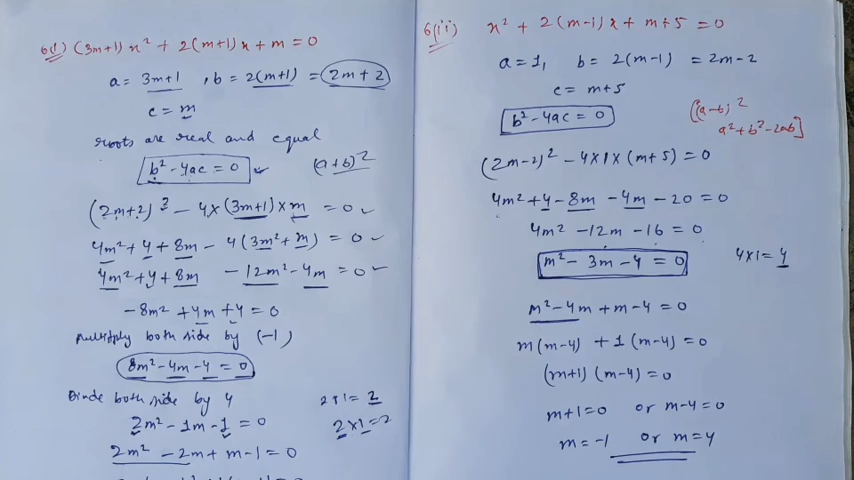 6(i) (3m+1) x² + 2(m+1) x + m = 0
a = 3m+1 , b = 2(m+1) = 2m+2
c = m
roots are real and equal
b² - 4ac = 0 (a+b)²
(2m+2)² - 4×(3m+1)×m = 0
4m² + 4 + 8m - 4(3m² + m) = 0
4m² + 4 + 8m - 12m² - 4m = 0
-8m² + 4m + 4 = 0
multiply both side by (-1)
8m² - 4m - 4 = 0
Divide both side by 4 2×1 = 2
2m² - 1m - 1 = 0 2×1 = 2
2m² - 2m + m - 1 = 0
6(ii) x² + 2(m-1) x + m+5 = 0
a = 1, b = 2(m-1) = 2m-2
c = m+5
b² - 4ac = 0 [(a-b)²
a² + b² - 2ab]
(2m-2)² - 4×1×(m+5) = 0
4m² + 4 - 8m - 4m - 20 = 0
4m² - 12m - 16 = 0
m² - 3m - 4 = 0 4×1 = 4
m² - 4m + m - 4 = 0
m(m-4) + 1(m-4) = 0
(m+1) (m-4) = 0
m+1 = 0 or m-4 = 0
m = -1 or m = 4